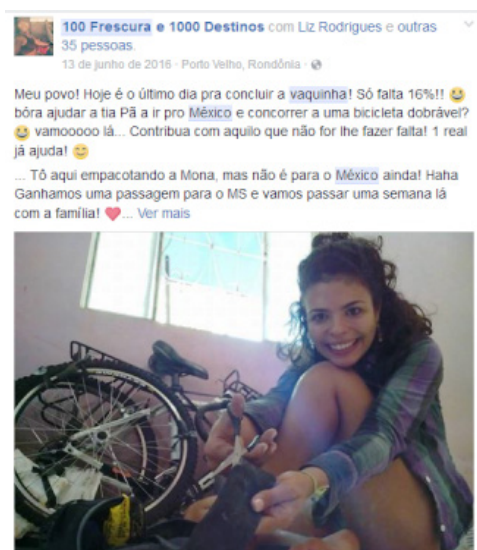 100 Frescura e 1000 Destinos com Liz Rodrigues e outras
35 pessoas.
13 de junho de 2016 · Porto Velho, Rondônia ·
Meu povo! Hoje é o último dia pra concluir a vaquinha! Só falta 16%!! 😂
bóra ajudar a tia Pã a ir pro México e concorrer a uma bicicleta dobrável?
😂 vamooooo lá... Contribua com aquilo que não for lhe fazer falta! 1 real
já ajuda! 😊
... Tô aqui empacotando a Mona, mas não é para o México ainda! Haha
Ganhamos uma passagem para o MS e vamos passar uma semana lá
com a família! ❤️... Ver mais